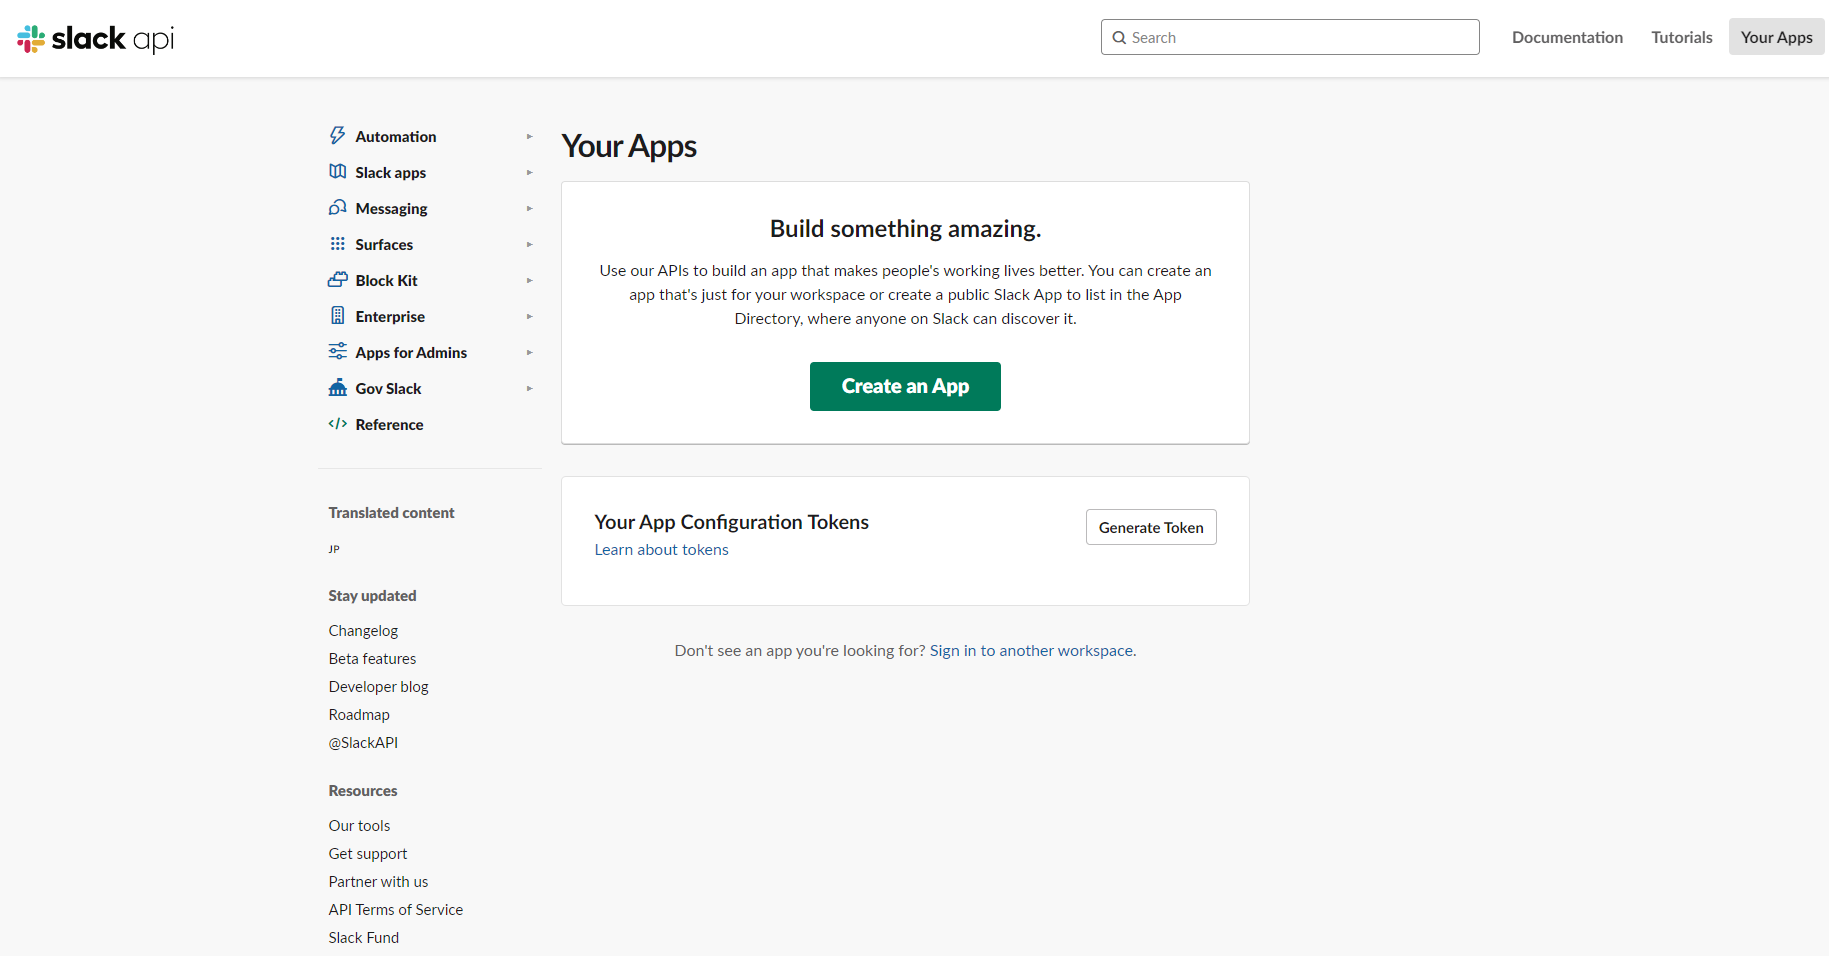 slack api
Search
Documentation
Tutorials
Your Apps
Automation
Slack apps
Messaging
Surfaces
Block Kit
Enterprise
Apps for Admins
Gov Slack
Reference
Translated content
JP
Stay updated
Changelog
Beta features
Developer blog
Roadmap
@SlackAPI
Resources
Our tools
Get support
Partner with us
API Terms of Service
Slack Fund
Your Apps
Build something amazing.
Use our APIs to build an app that makes people's working lives better. You can create an
app that's just for your workspace or create a public Slack App to list in the App
Directory, where anyone on Slack can discover it.
Create an App
Your App Configuration Tokens
Learn about tokens
Generate Token
Don't see an app you're looking for? Sign in to another workspace.